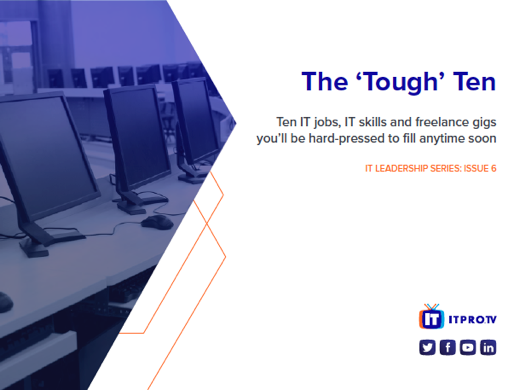 The ‘Tough’ Ten
Ten IT jobs, IT skills and freelance gigs
you'll be hard-pressed to fill anytime soon
IT LEADERSHIP SERIES: ISSUE 6
IT ITPRO.TV